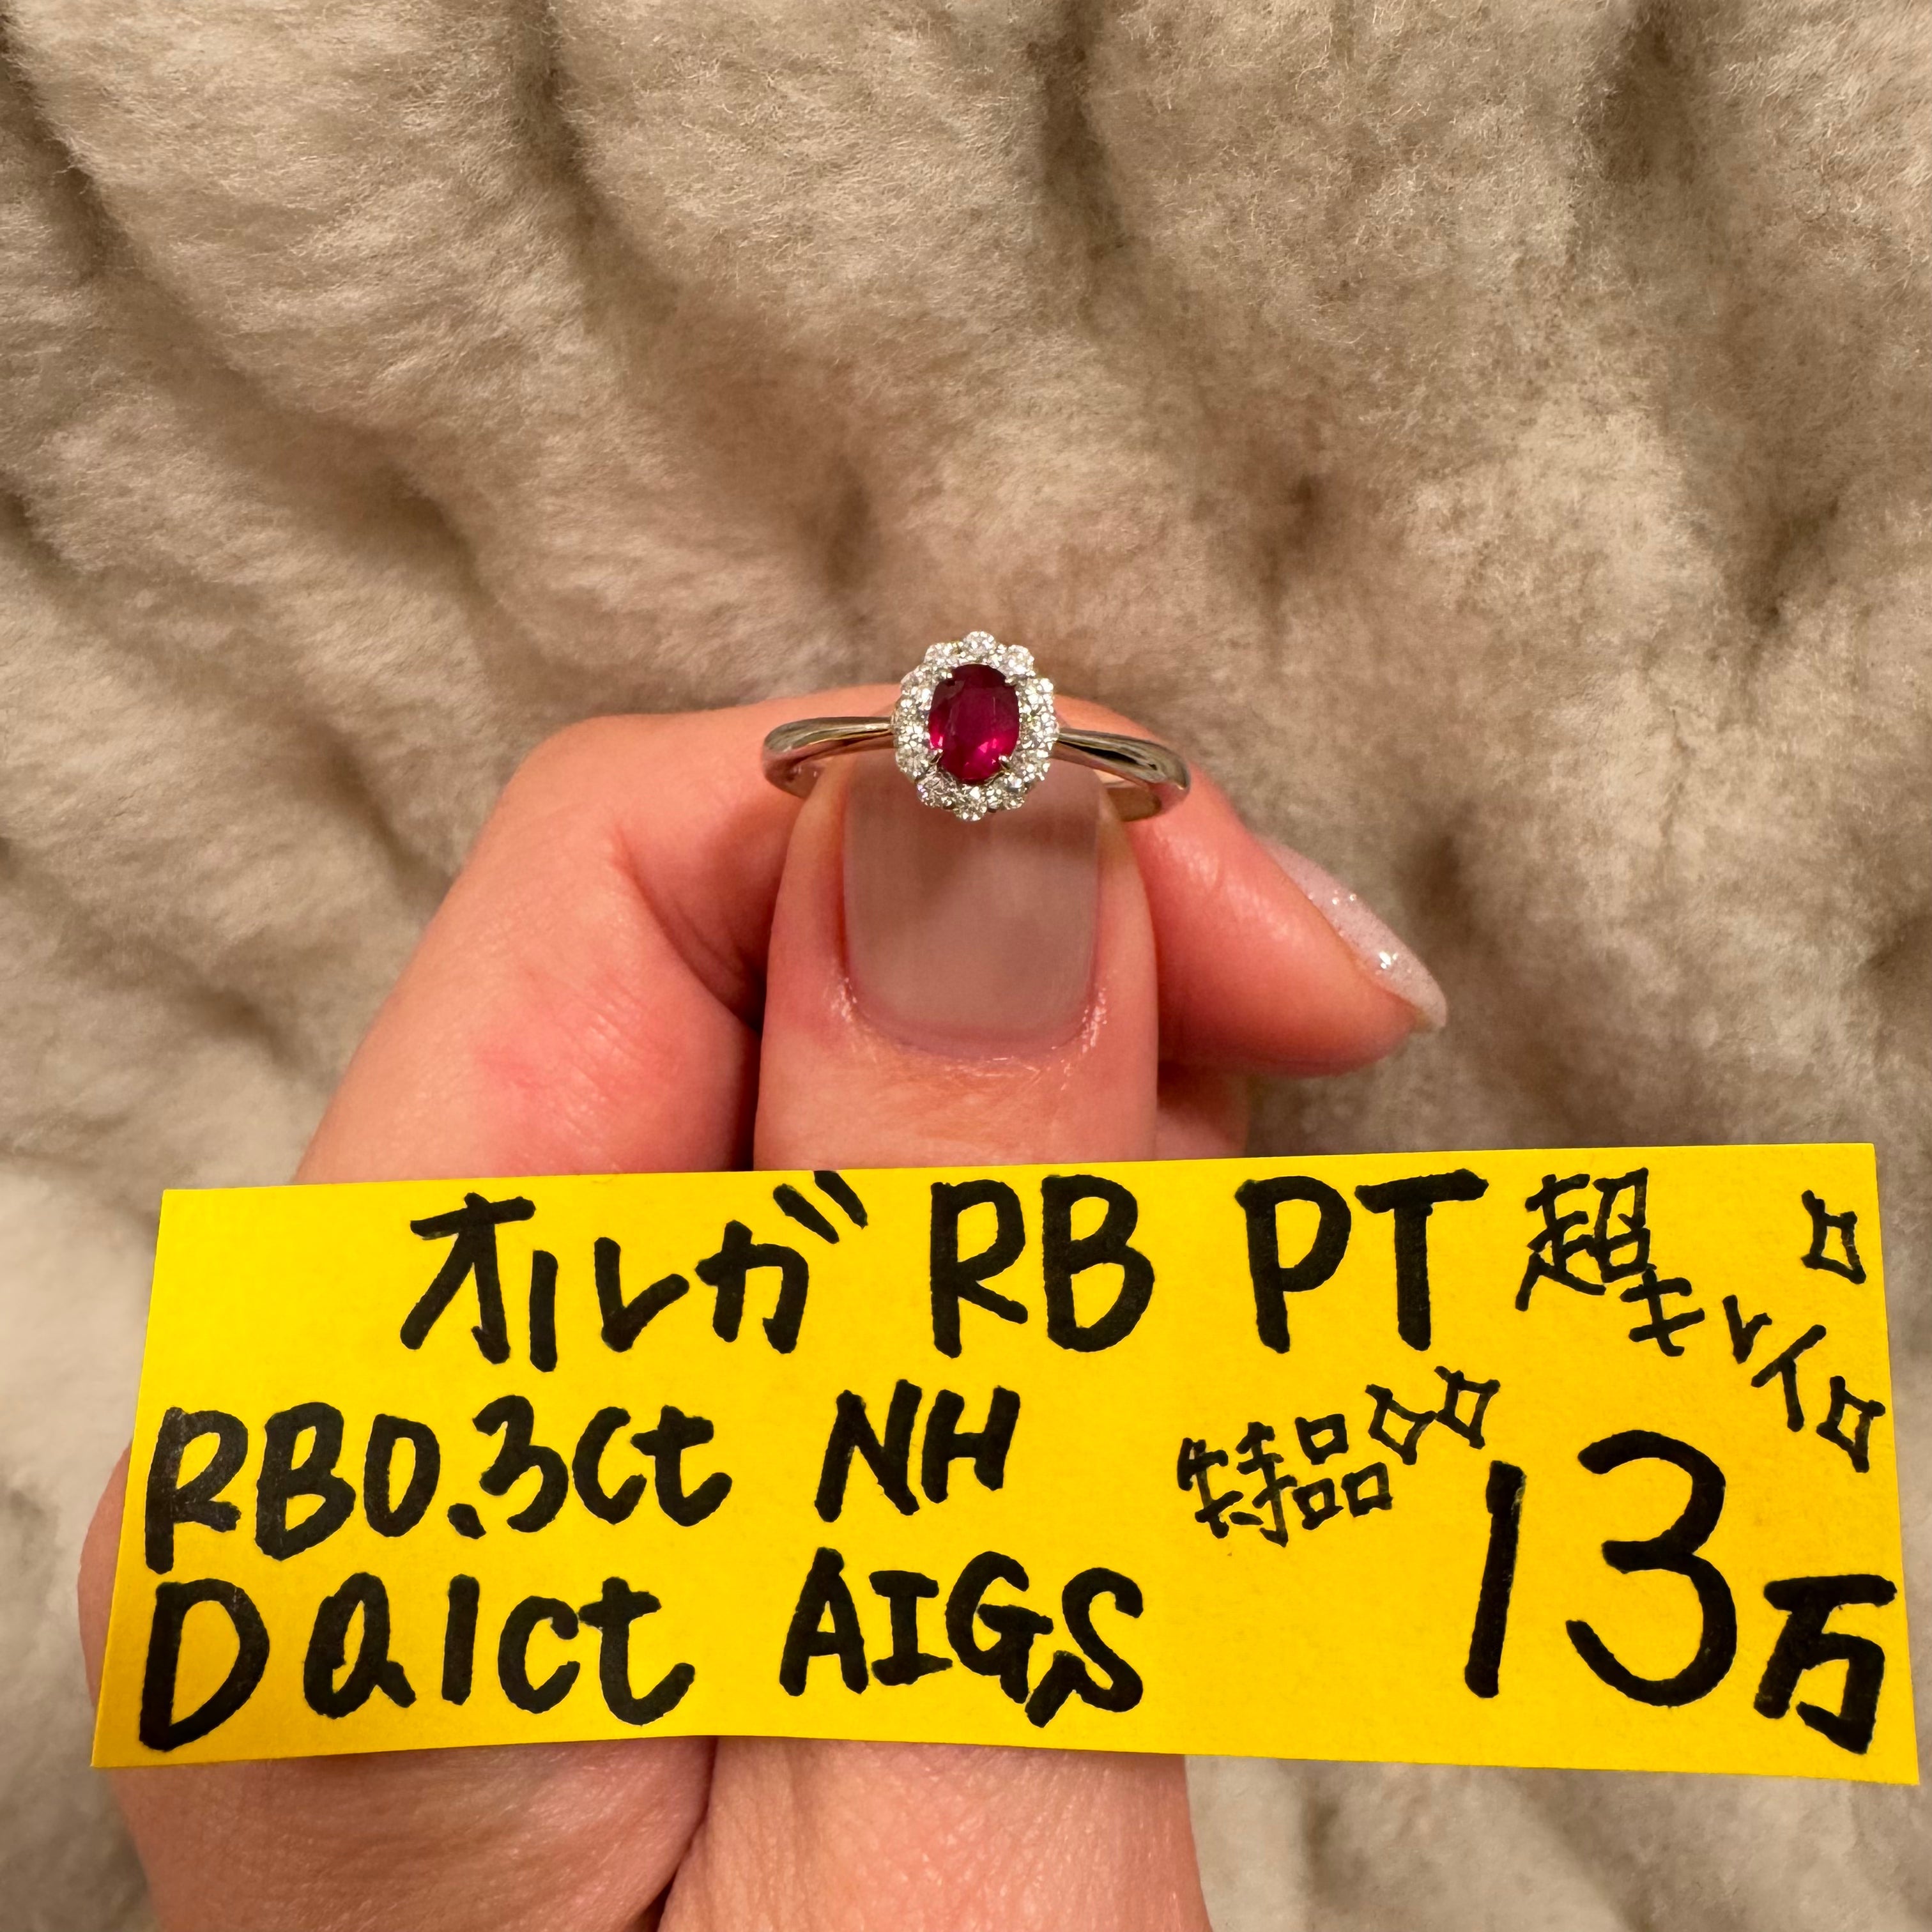 オルガ RB PT 超キレイ
RB0.3ct NH 特品
D0.1ct AIGS 13万